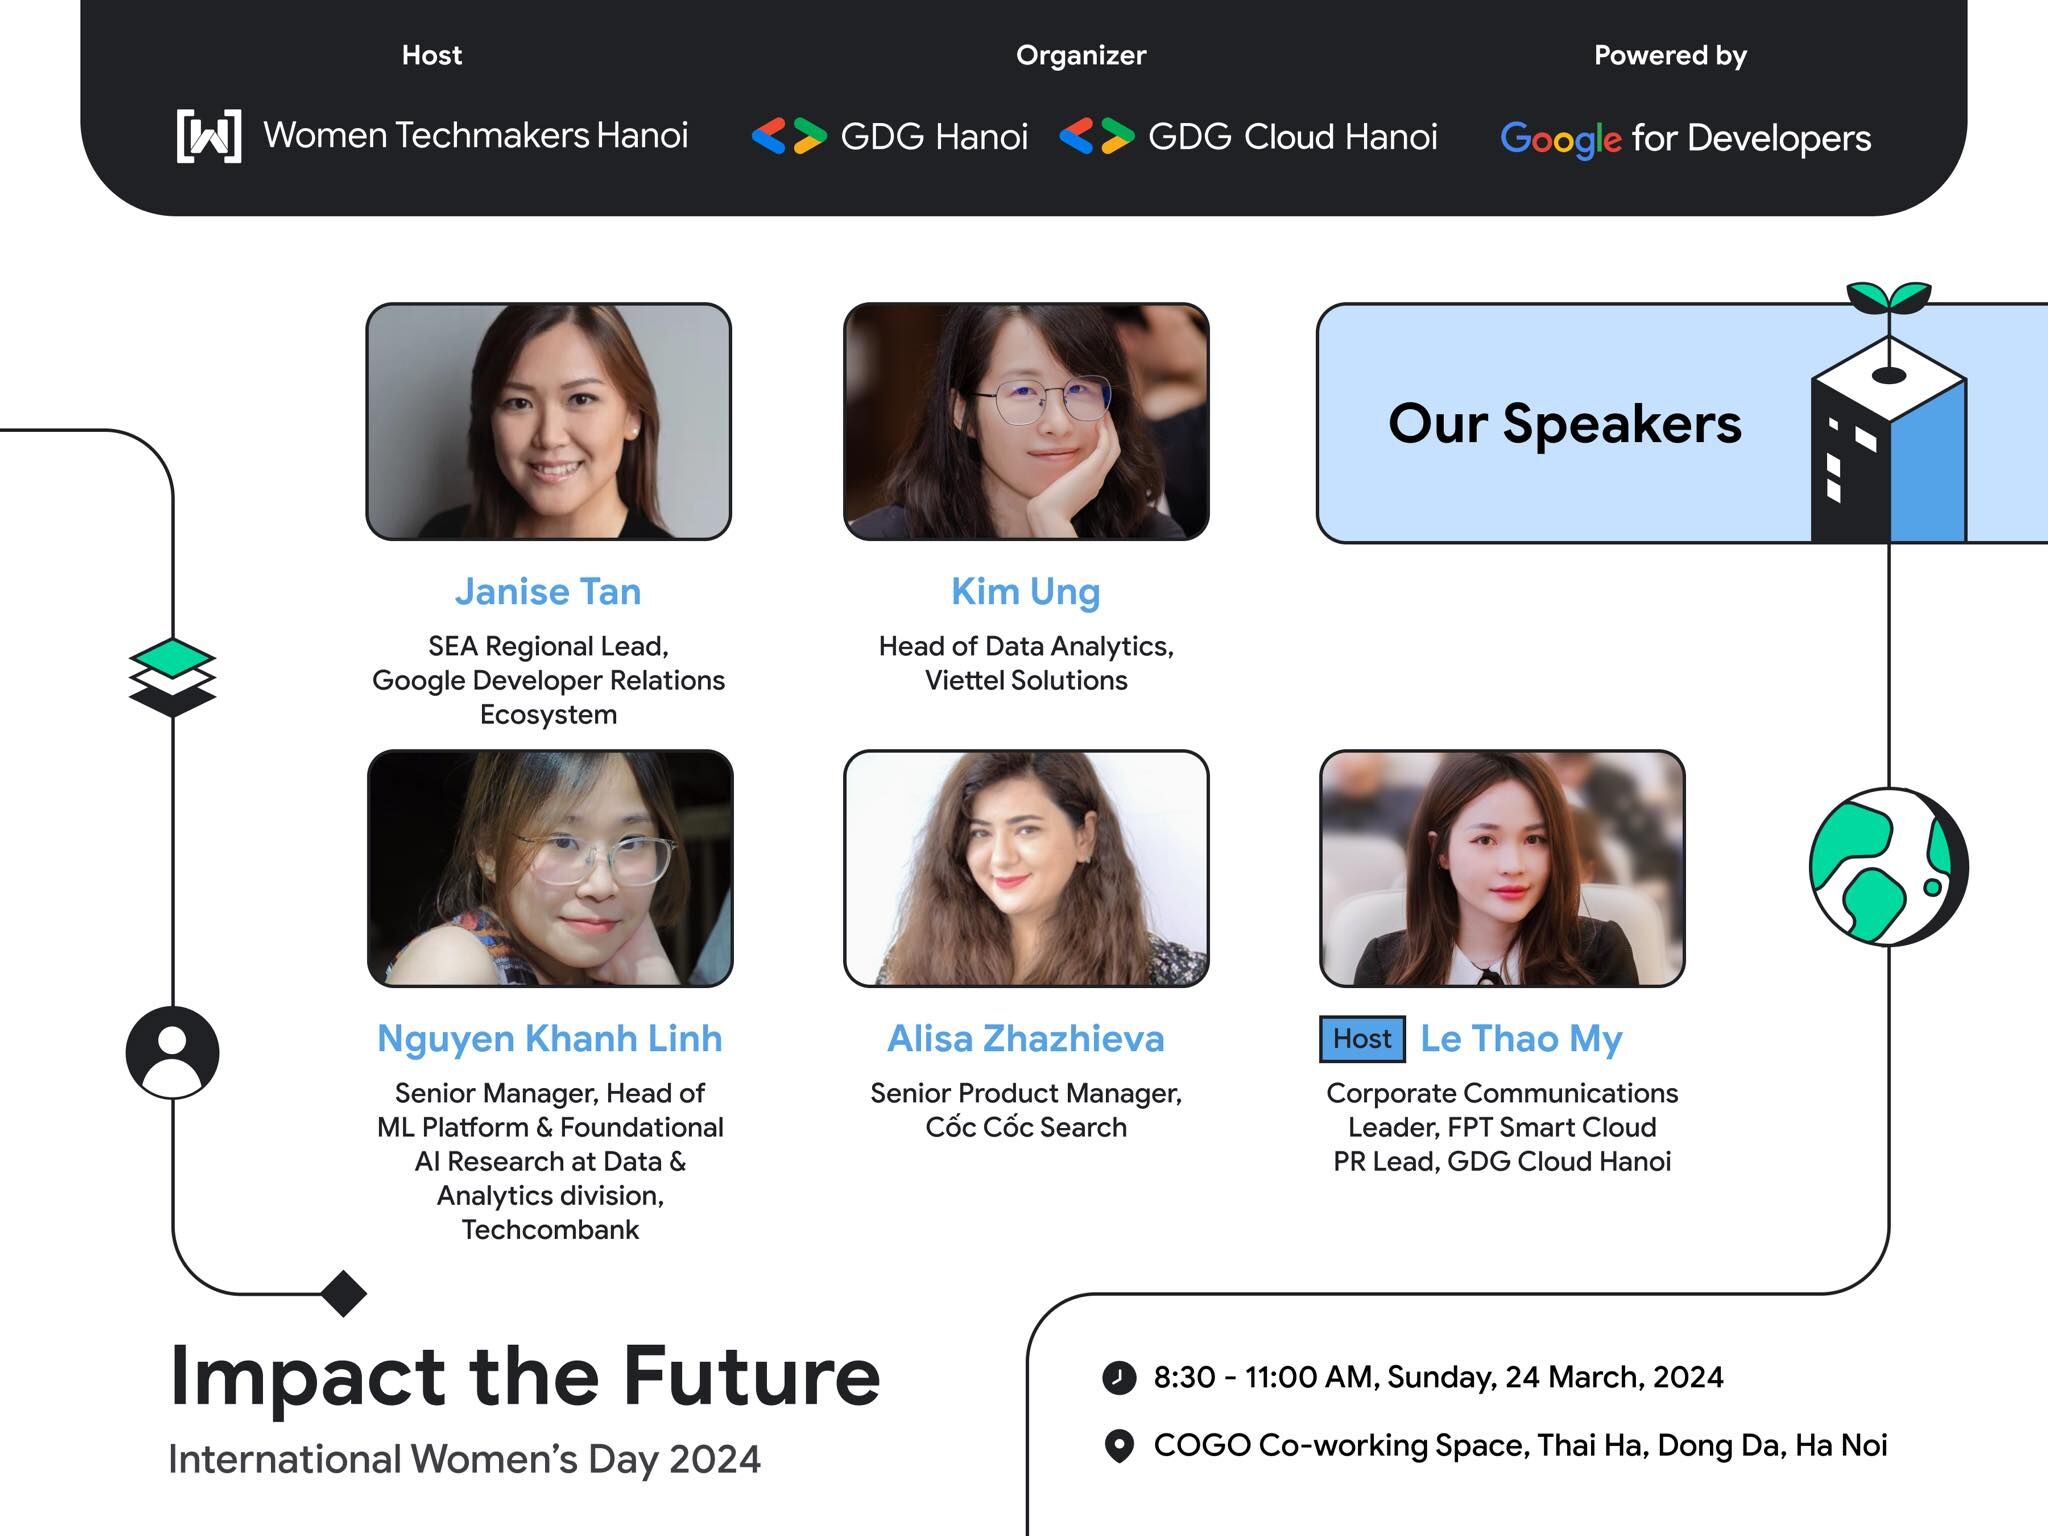 Host
Women Techmakers Hanoi
Organizer
GDG Hanoi
GDG Cloud Hanoi
Powered by
Google for Developers
Our Speakers
Janise Tan
SEA Regional Lead,
Google Developer Relations
Ecosystem
Kim Ung
Head of Data Analytics,
Viettel Solutions
Nguyen Khanh Linh
Senior Manager, Head of
ML Platform & Foundational
AI Research at Data &
Analytics division,
Techcombank
Alisa Zhazhieva
Senior Product Manager,
Cốc Cốc Search
Host Le Thao My
Corporate Communications
Leader, FPT Smart Cloud
PR Lead, GDG Cloud Hanoi
Impact the Future
International Women’s Day 2024
8:30 - 11:00 AM, Sunday, 24 March, 2024
COGO Co-working Space, Thai Ha, Dong Da, Ha Noi